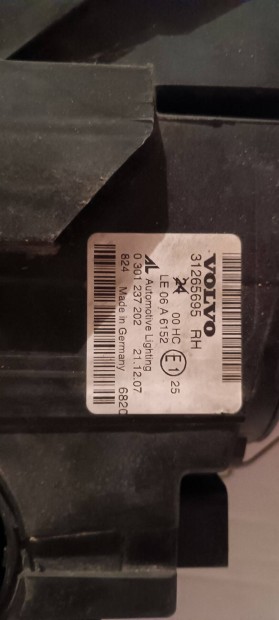 VOLVO
31265695 RH
00 HC E1 25
LE 06 A 6152
AL Automotive Lighting
0 301 237 202 21.12.07
824 Made in Germany 682C